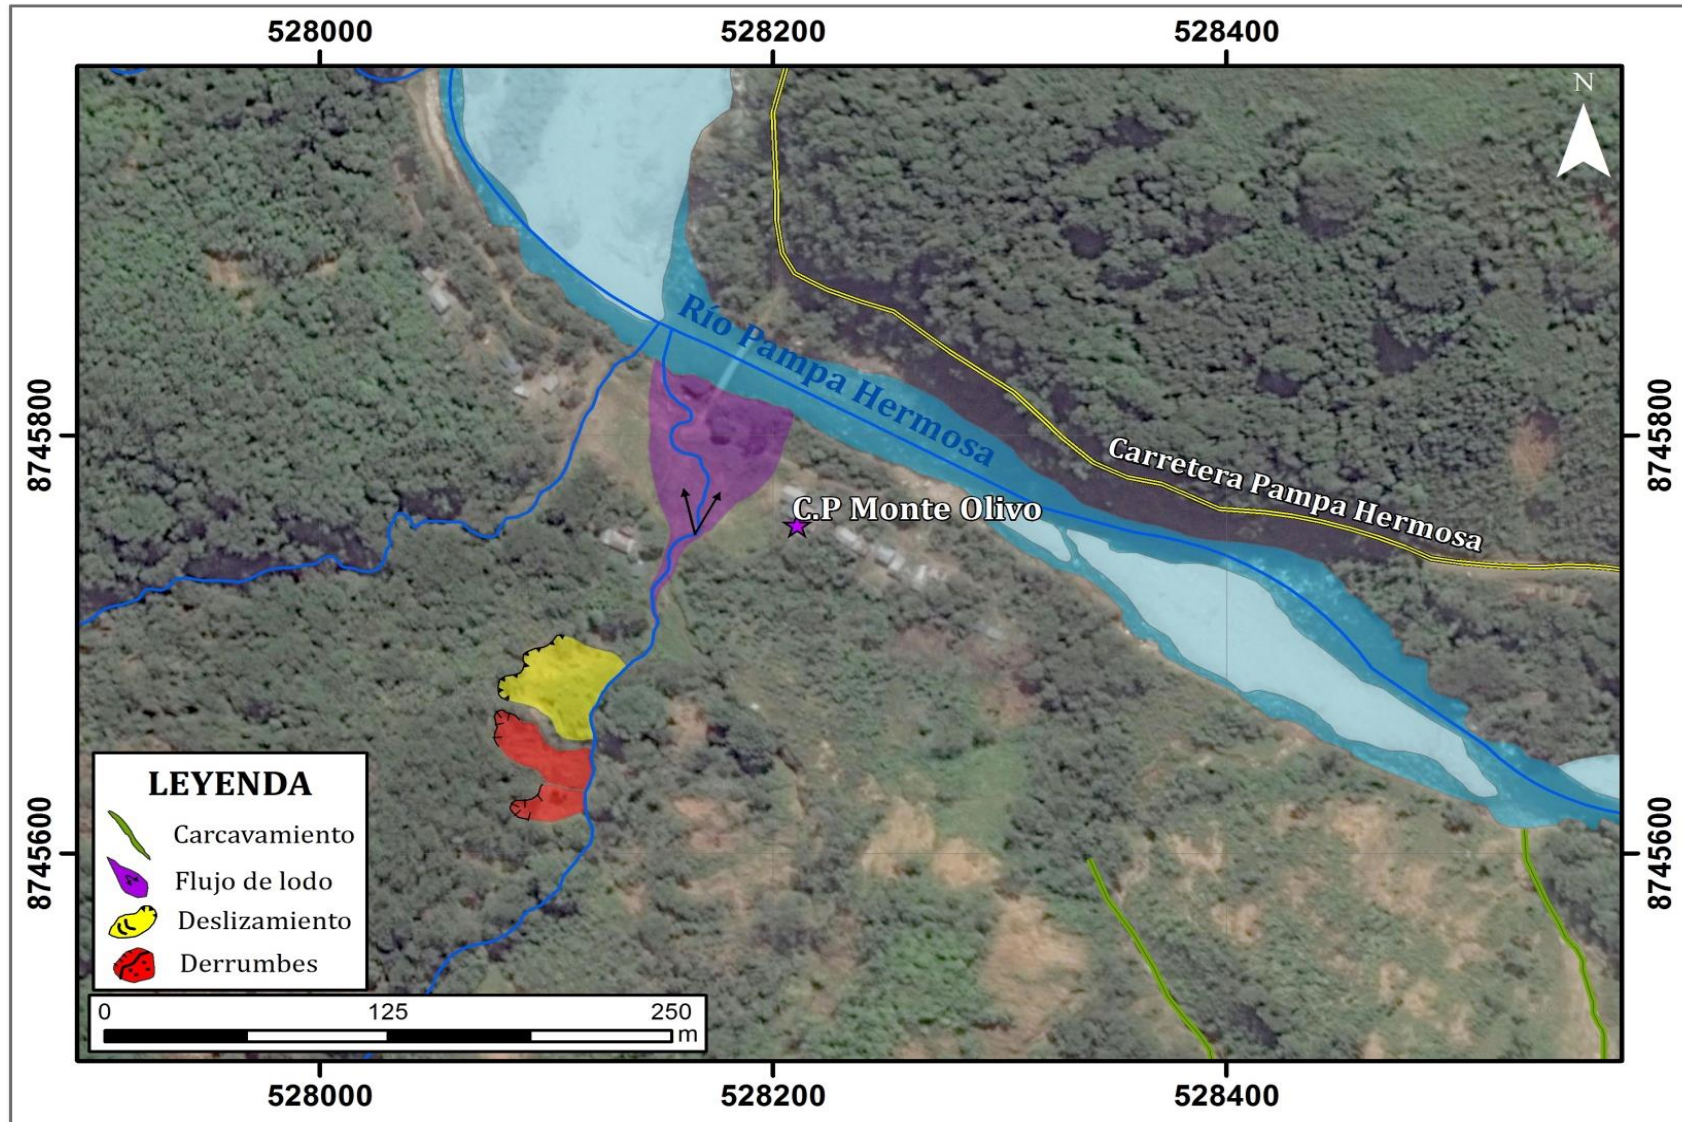 528000
528200
528400
N
Río Pampa Hermosa
8745800
8745800
Carretera Pampa Hermosa
C.P Monte Olivo
LEYENDA
Carcavamiento
Flujo de lodo
Deslizamiento
Derrumbes
8745600
8745600
0
125
250
m
528000
528200
528400